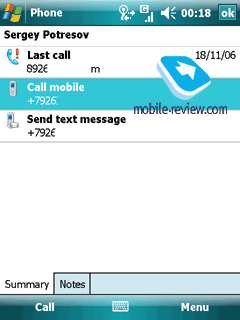 Phone 00:18 ok
Sergey Potresov
Last call 18/11/06
8926 m
Call mobile
+7926
Send text message
+7926
mobile-review.com
Summary Notes
Call Menu